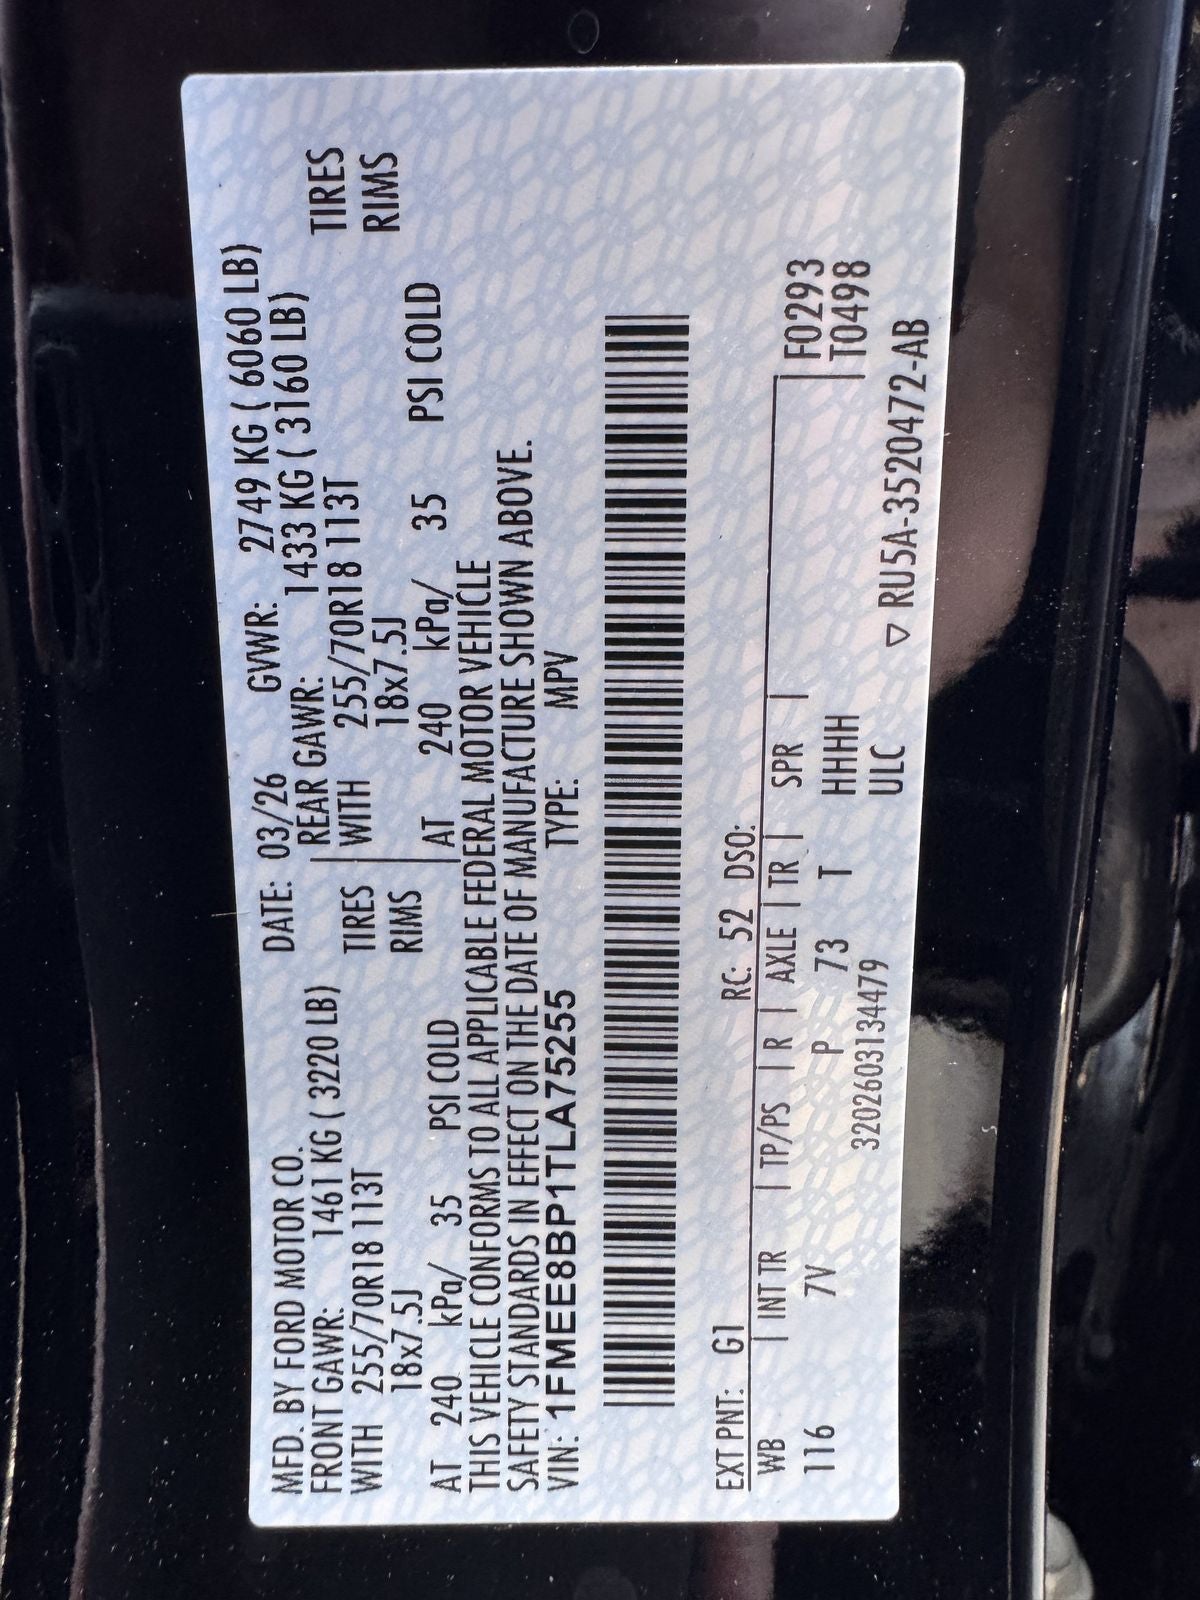 MFD. BY FORD MOTOR CO. DATE: 03/26 GVWR: 2749 KG ( 6060 LB)
FRONT GAWR: 1461 KG ( 3220 LB) REAR GAWR: 1433 KG ( 3160 LB)
WITH 255/70R18 113T TIRES WITH 255/70R18 113T TIRES
18x7.5J RIMS 18x7.5J RIMS
AT 240 kPa/ 35 PSI COLD AT 240 kPa/ 35 PSI COLD
THIS VEHICLE CONFORMS TO ALL APPLICABLE FEDERAL MOTOR VEHICLE
SAFETY STANDARDS IN EFFECT ON THE DATE OF MANUFACTURE SHOWN ABOVE.
VIN: 1FMEE8BP1TLA75255 TYPE: MPV
EXT PNT: G1 RC: 52 DSO:
WB | INT TR | TP/PS | R | AXLE | TR | SPR | F0293
116 7V P 73 T HHHH T0498
320260313447​9 ULC
▽ RU5A-3520472-AB